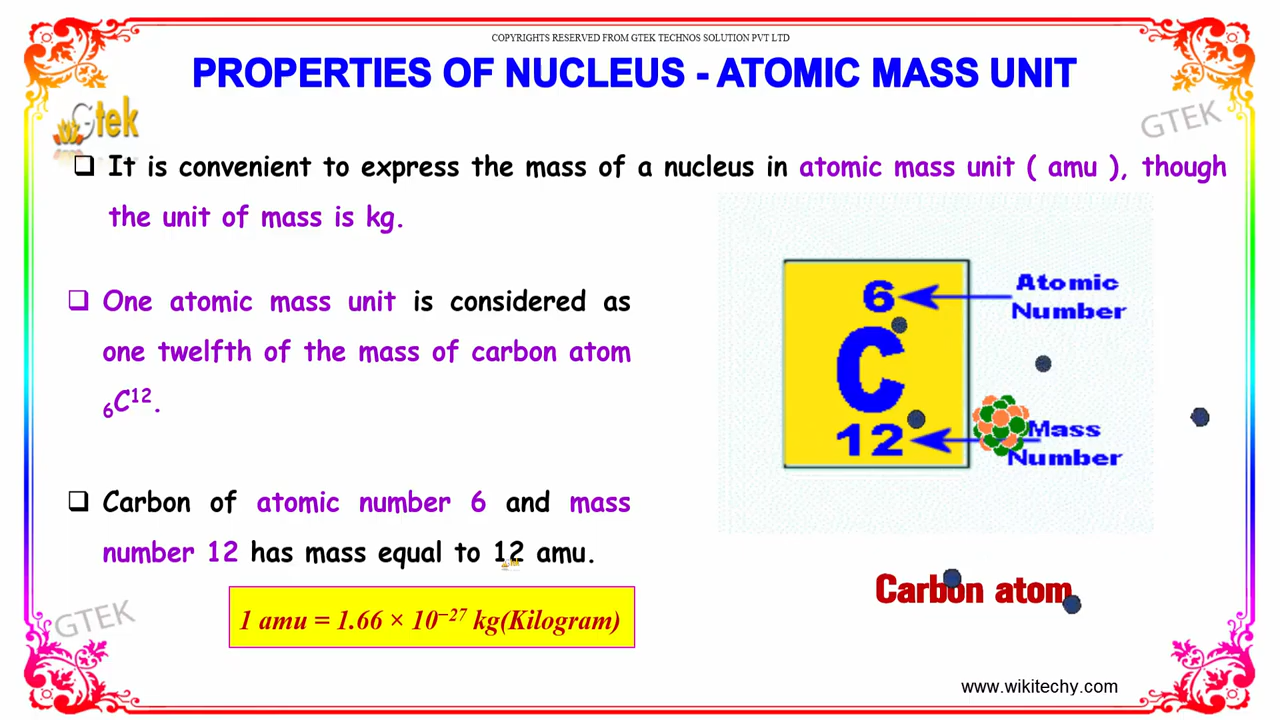 COPYRIGHTS RESERVED FROM GTEK TECHNOS SOLUTION PVT LTD
PROPERTIES OF NUCLEUS - ATOMIC MASS UNIT
Gtek
GTEK
❑ It is convenient to express the mass of a nucleus in atomic mass unit ( amu ), though
the unit of mass is kg.
❑ One atomic mass unit is considered as
one twelfth of the mass of carbon atom
₆C¹².
❑ Carbon of atomic number 6 and mass
number 12 has mass equal to 12 amu.
1 amu = 1.66 × 10⁻²⁷ kg(Kilogram)
6
Atomic
Number
C
12
Mass
Number
Carbon atom
GTEK
www.wikitechy.com